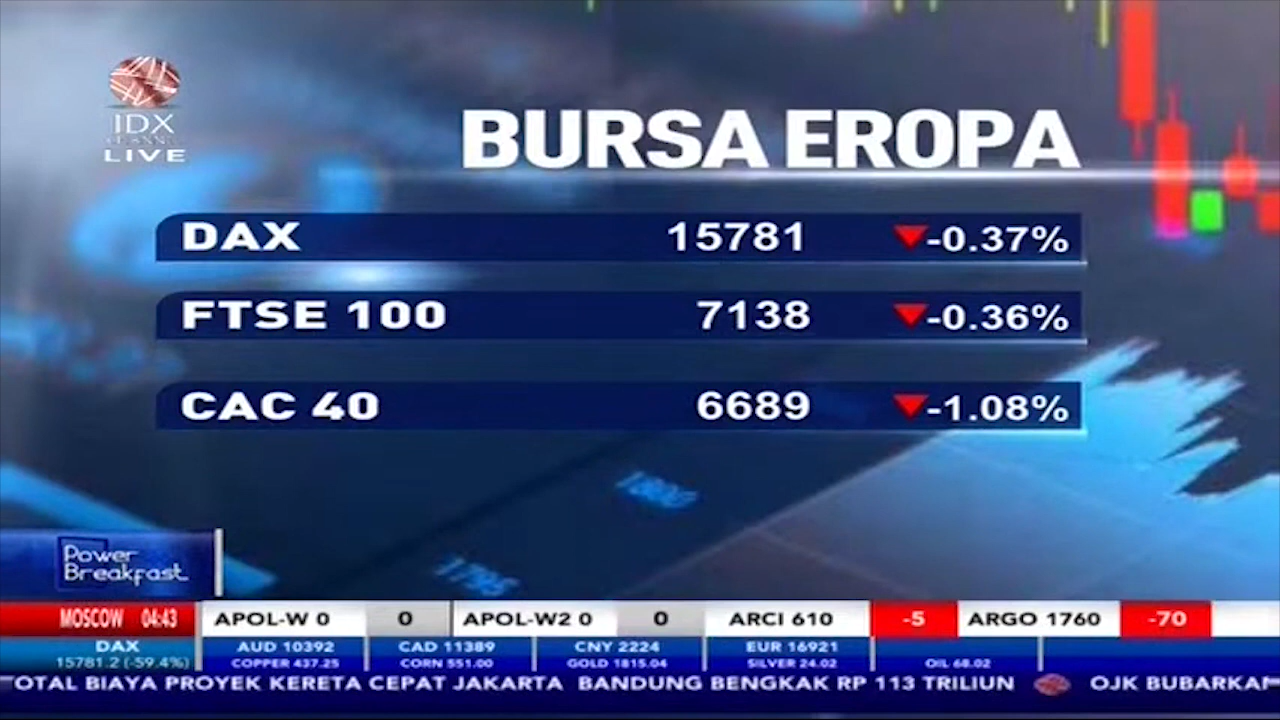 IDX
CHANNEL
LIVE
BURSA EROPA
DAX 15781 -0.37%
FTSE 100 7138 -0.36%
CAC 40 6689 -1.08%
1800
1795
Power
Breakfast
MOSCOW 04:43 APOL-W 0 0 APOL-W2 0 0 ARCI 610 -5 ARGO 1760 -70
DAX AUD 10392 CAD 11389 CNY 2224 EUR 16921
15781.2 (-59.4%) COPPER 437.25 CORN 551.00 GOLD 1815.04 SILVER 24.02 OIL 68.02
OTAL BIAYA PROYEK KERETA CEPAT JAKARTA BANDUNG BENGKAK RP 113 TRILIUN OJK BUBARKAN